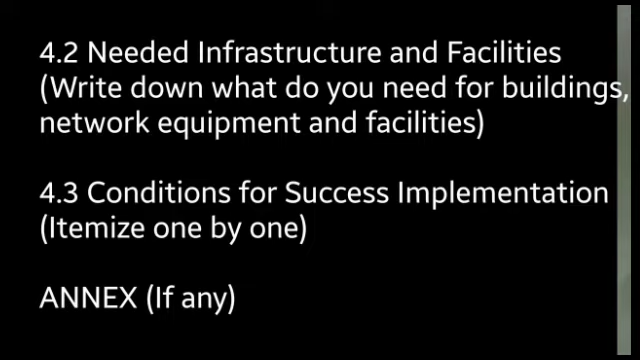 4.2 Needed Infrastructure and Facilities
(Write down what do you need for buildings,
network equipment and facilities)
4.3 Conditions for Success Implementation
(Itemize one by one)
ANNEX (If any)